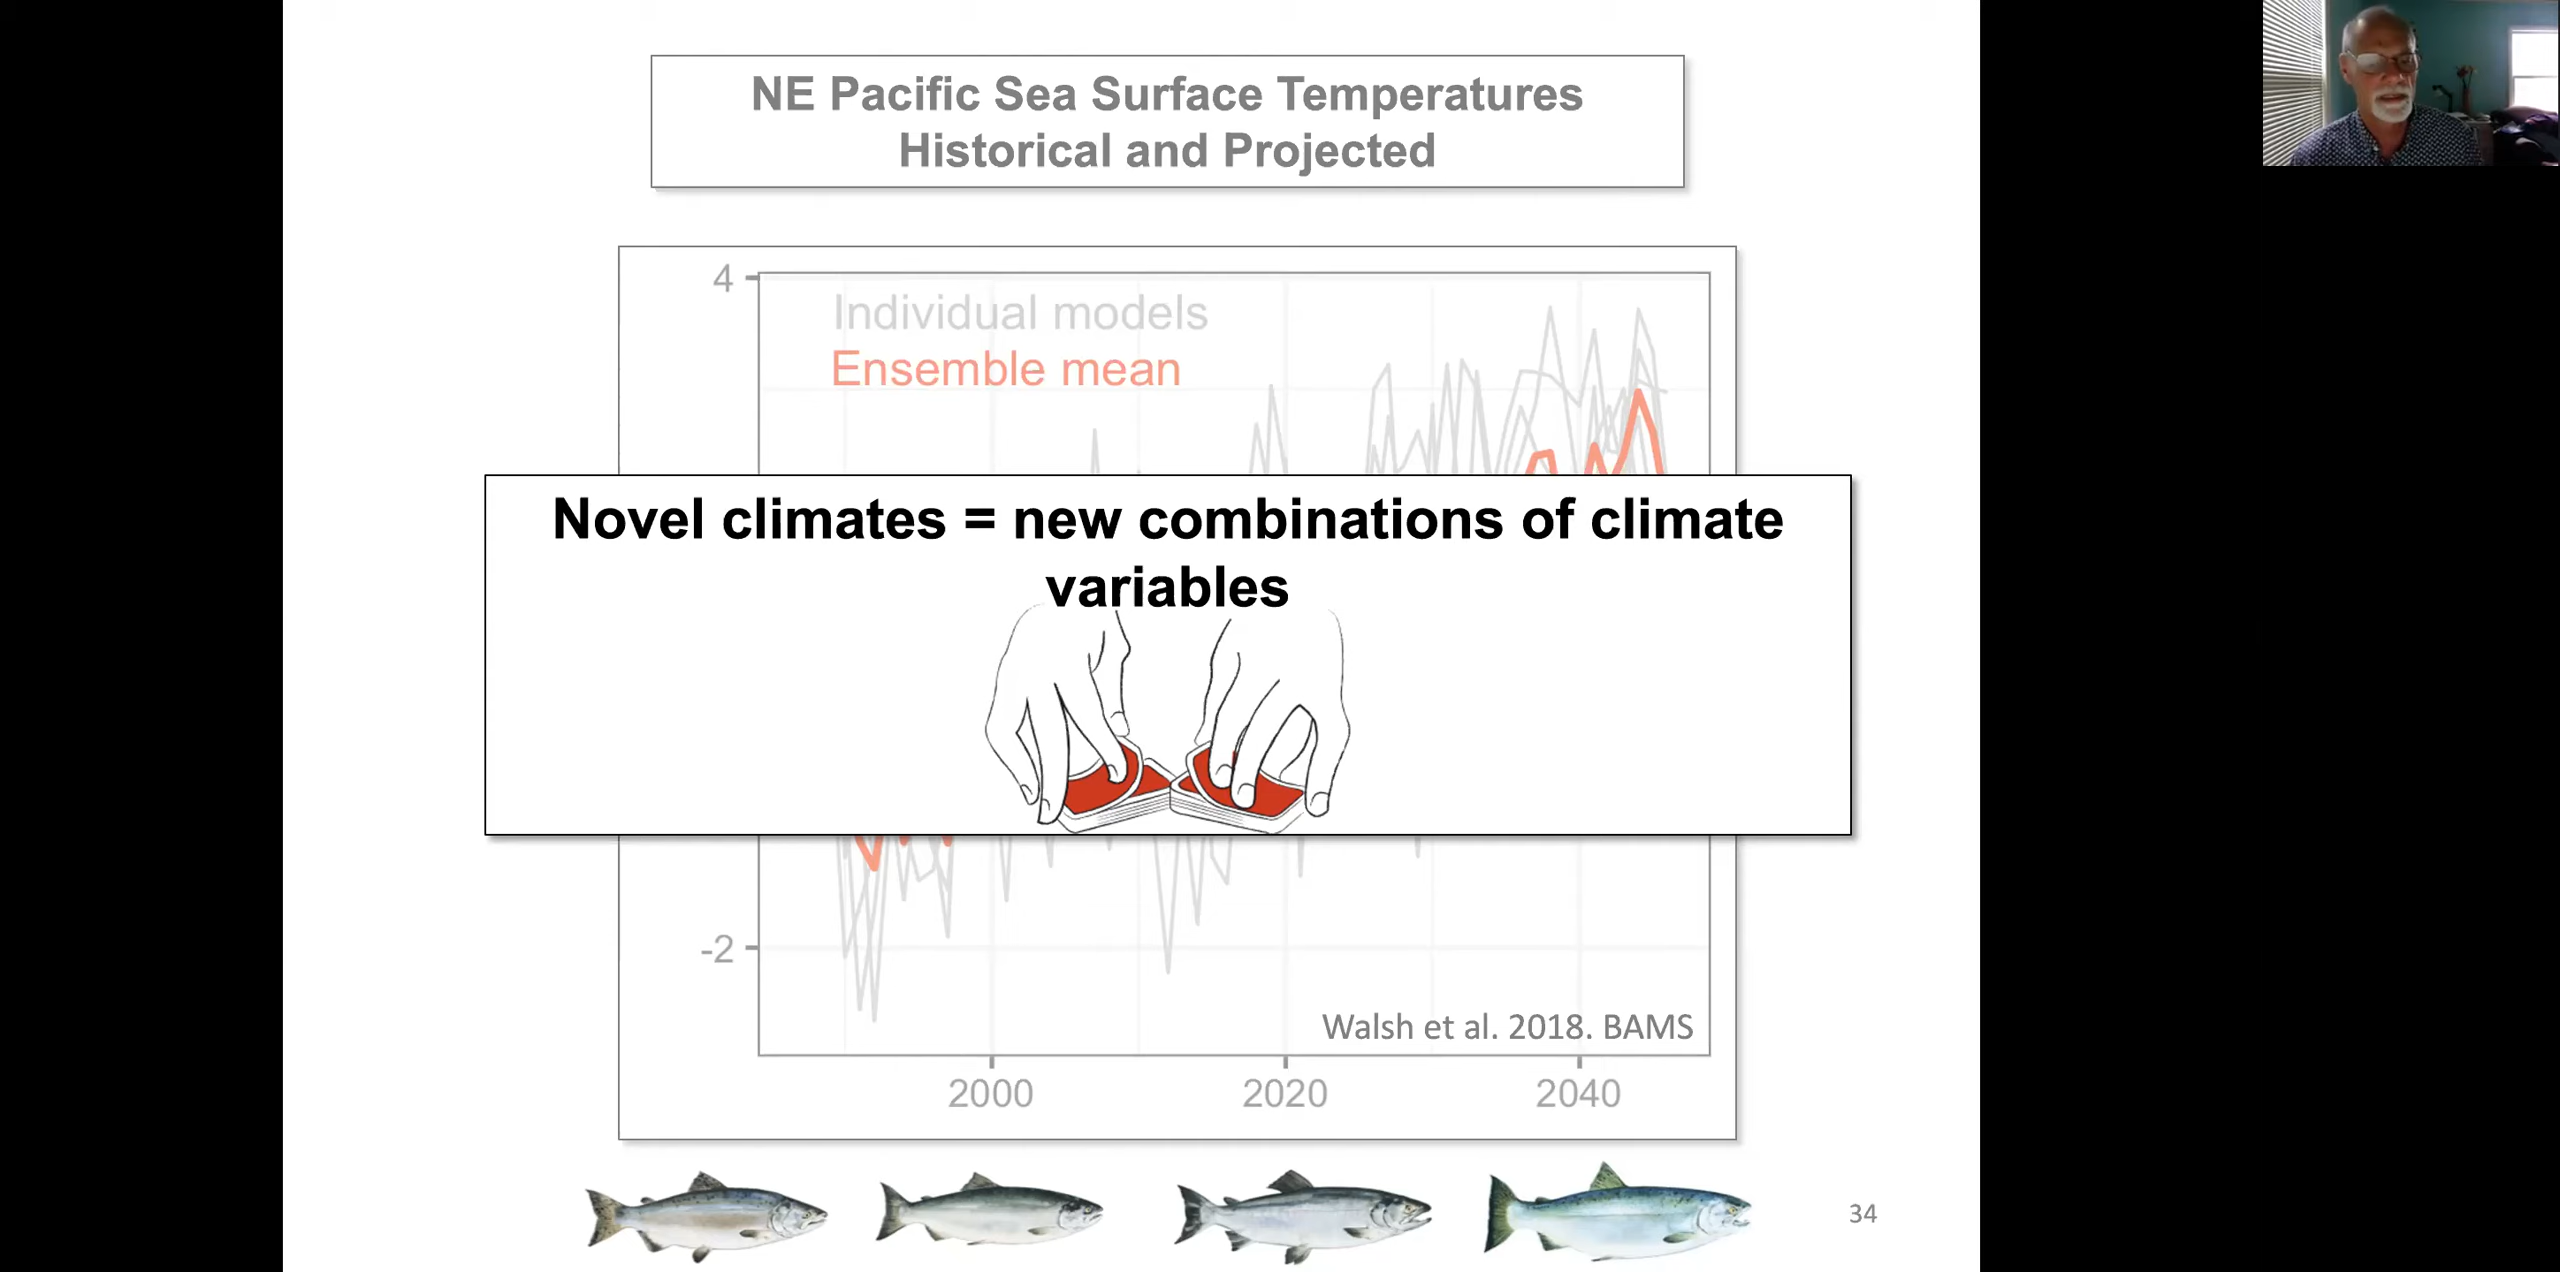 NE Pacific Sea Surface Temperatures
Historical and Projected
4
Individual models
Ensemble mean
Novel climates = new combinations of climate
variables
-2
Walsh et al. 2018. BAMS
2000 2020 2040
34